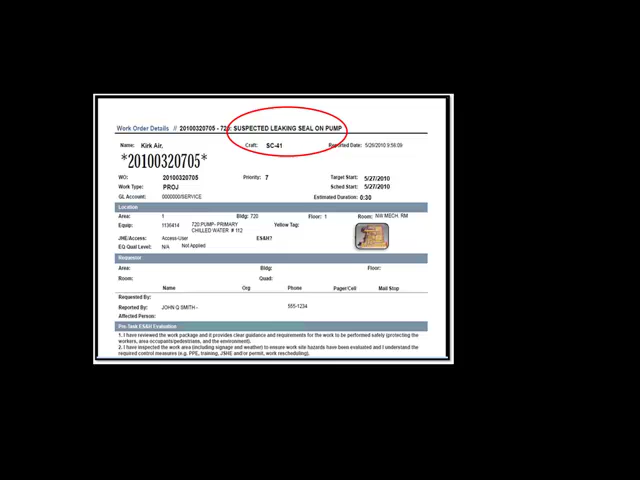 Work Order Details // 20100320705 - 720: SUSPECTED LEAKING SEAL ON PUMP
Name: Kirk Air, Craft: SC-41 Reported Date: 5/26/2010 9:56:09
*20100320705*
WO: 20100320705 Priority: 7 Target Start: 5/27/2010
Work Type: PROJ Sched Start: 5/27/2010
GL Account: 0000000/SERVICE Estimated Duration: 0:30
Location
Area: 1 Bldg: 720 Floor: 1 Room: NW MECH. RM
Equip: 1136414 720:PUMP- PRIMARY CHILLED WATER # 112 Yellow Tag:
JHE/Access: Access-User ES&H?
EQ Qual Level: N/A Not Applied
Requestor
Area: Bldg: Floor:
Room: Quad:
Name Org Phone Pager/Cell Mail Stop
Requested By:
Reported By: JOHN Q SMITH - 555-1234
Affected Person:
Pre-Task ES&H Evaluation
1. I have reviewed the work package and it provides clear guidance and requirements for the work to be performed safely (protecting the
workers, area occupants/pedestrians, and the environment).
2. I have inspected the work area (including signage and weather) to ensure work site hazards have been evaluated and I understand the
required control measures (e.g. PPE, training, JHE and/or permit, work rescheduling).